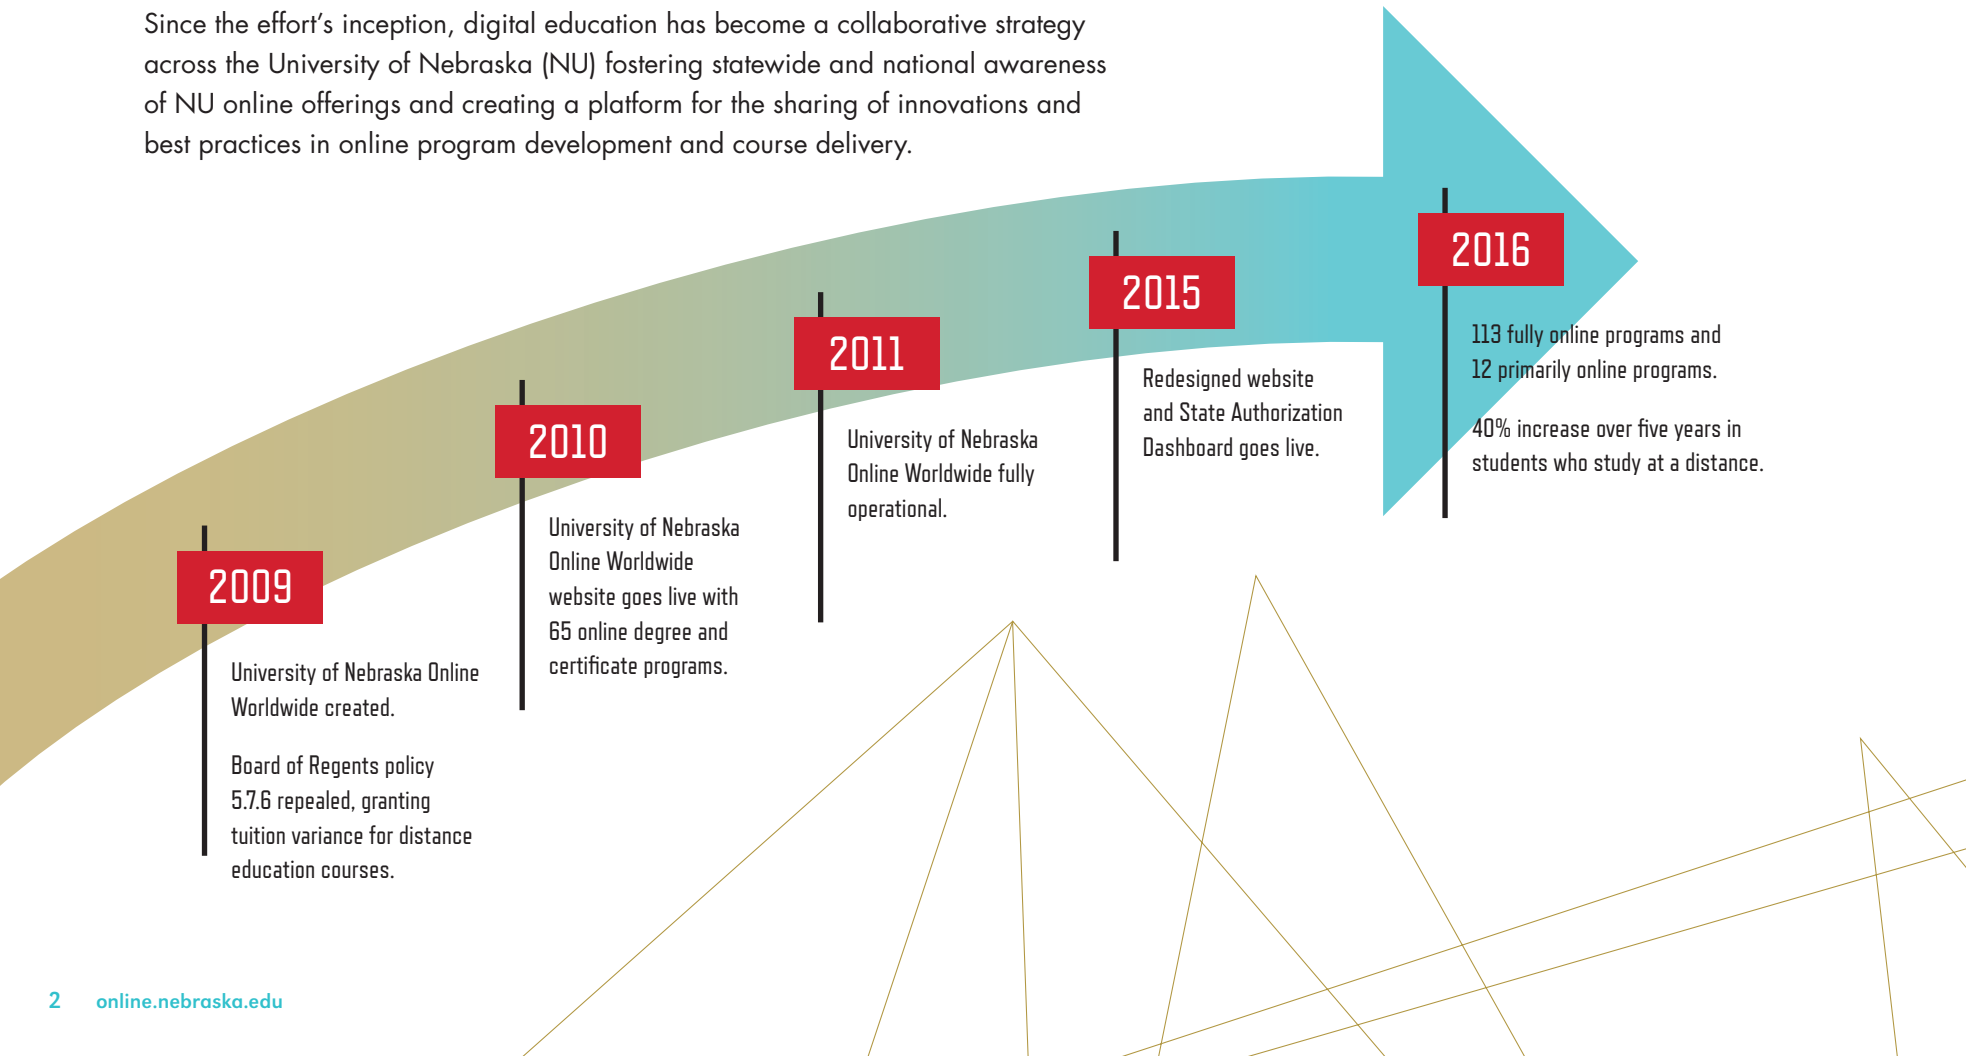 Since the effort’s inception, digital education has become a collaborative strategy
across the University of Nebraska (NU) fostering statewide and national awareness
of NU online offerings and creating a platform for the sharing of innovations and
best practices in online program development and course delivery.
2009
University of Nebraska Online
Worldwide created.
Board of Regents policy
5.7.6 repealed, granting
tuition variance for distance
education courses.
2010
University of Nebraska
Online Worldwide
website goes live with
65 online degree and
certificate programs.
2011
University of Nebraska
Online Worldwide fully
operational.
2015
Redesigned website
and State Authorization
Dashboard goes live.
2016
113 fully online programs and
12 primarily online programs.
40% increase over five years in
students who study at a distance.
2 online.nebraska.edu